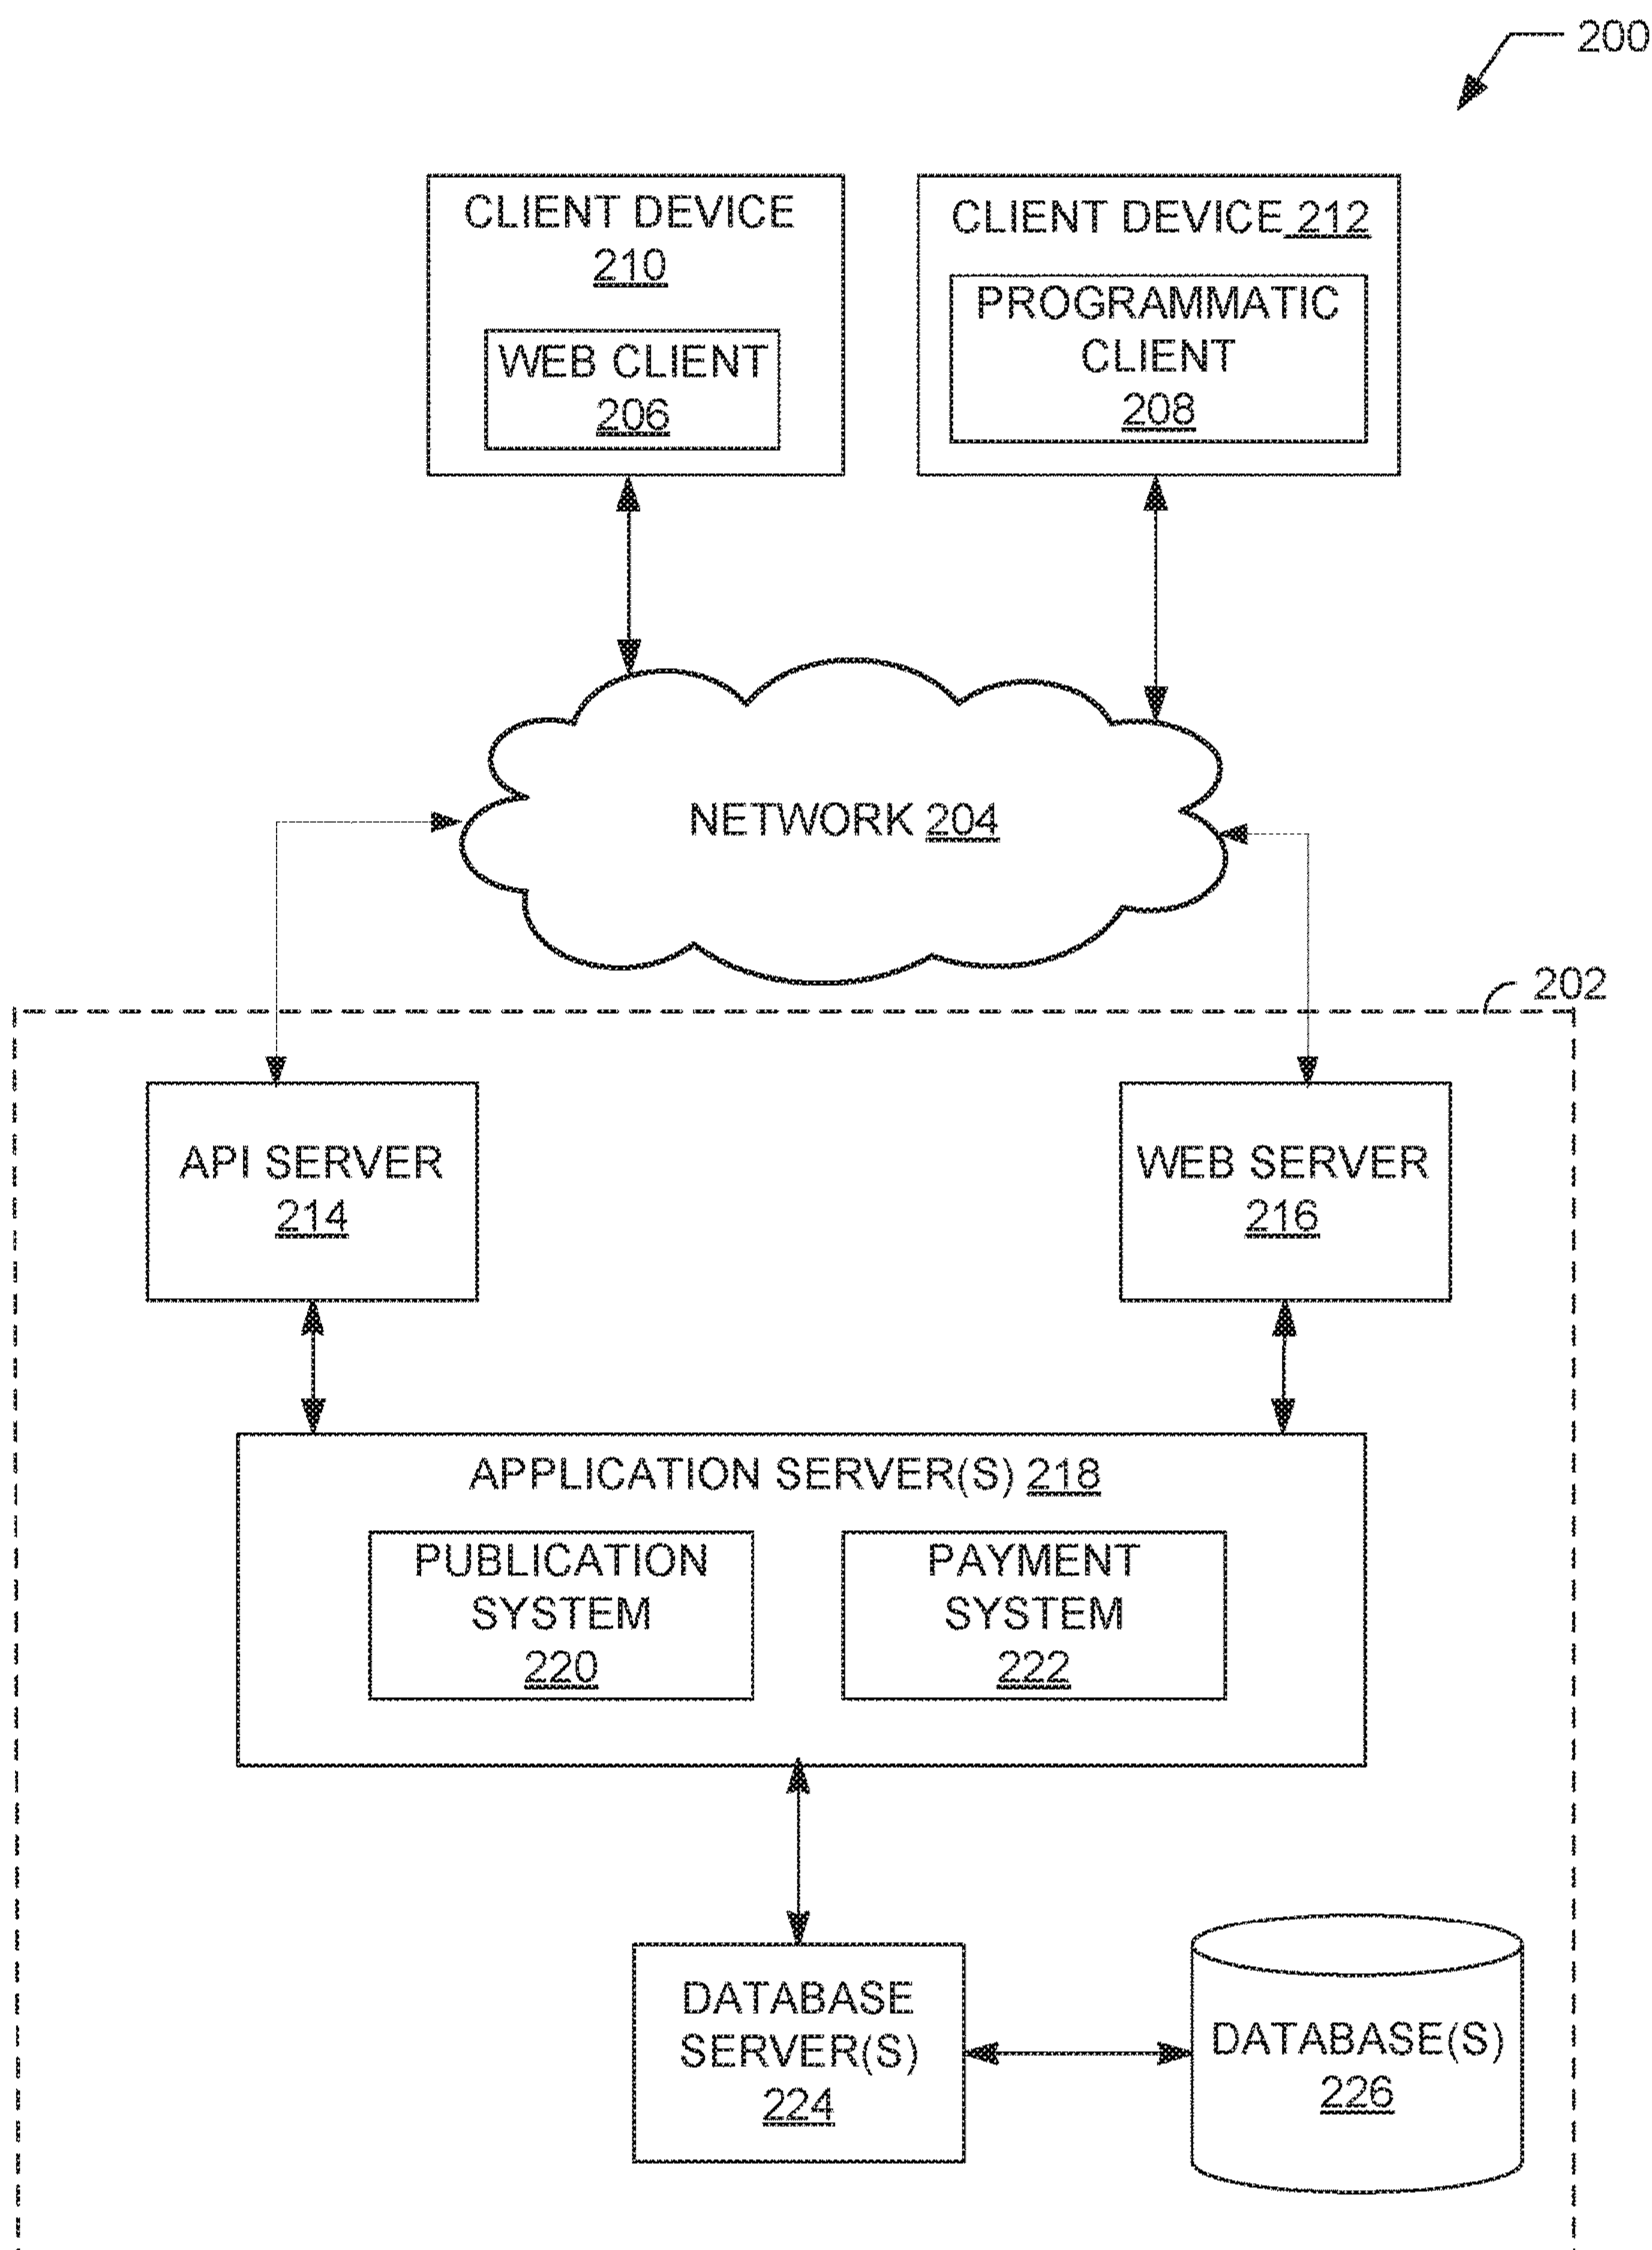 200
CLIENT DEVICE
210
WEB CLIENT
206
CLIENT DEVICE 212
PROGRAMMATIC
CLIENT
208
NETWORK 204
202
API SERVER
214
WEB SERVER
216
APPLICATION SERVER(S) 218
PUBLICATION
SYSTEM
220
PAYMENT
SYSTEM
222
DATABASE
SERVER(S)
224
DATABASE(S)
226